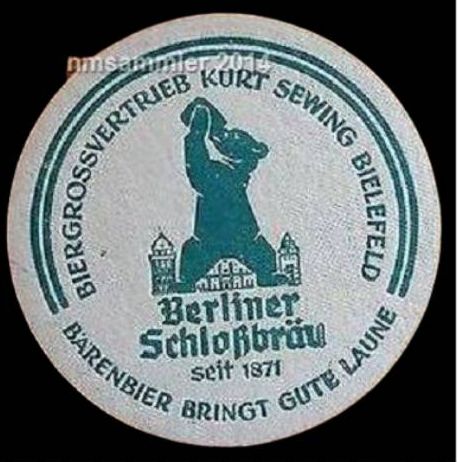 nmsammler 2014
BIERGROSSVERTRIEB KURT SEWING BIELEFELD
Berliner
Schloßbräu
seit 1871
BÄRENBIER BRINGT GUTE LAUNE